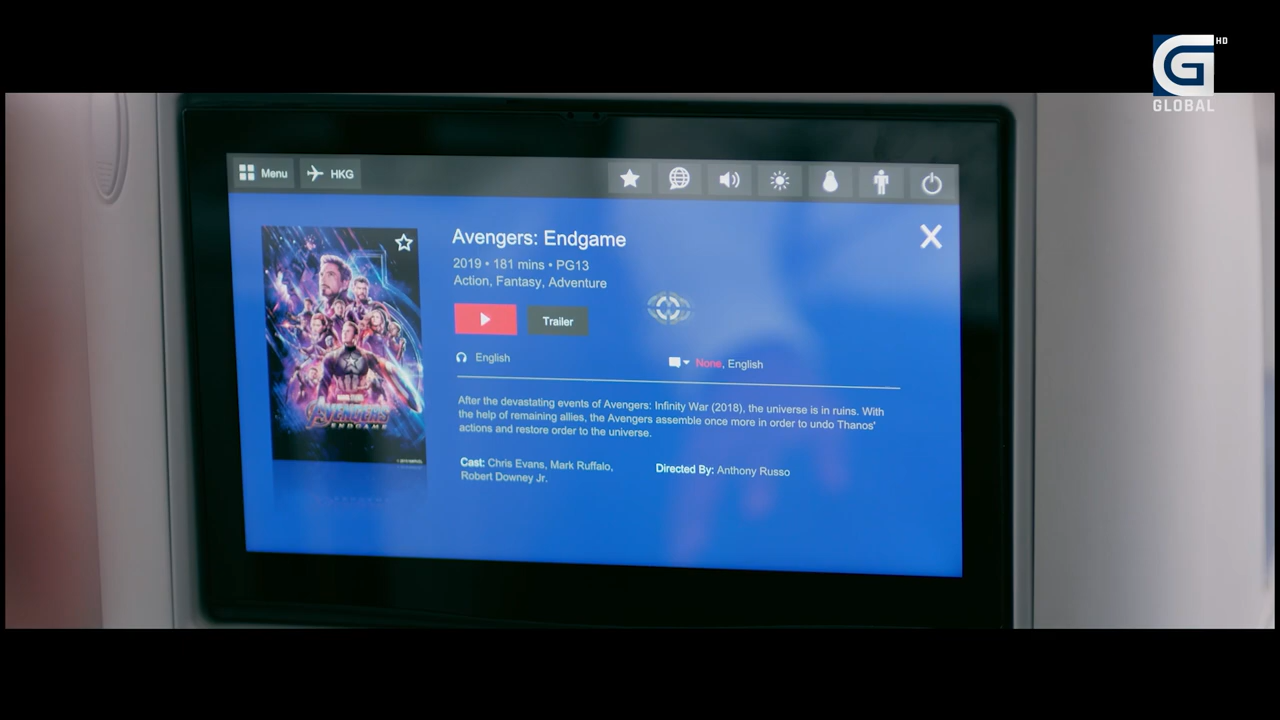 HD
GLOBAL
Menu
HKG
Avengers: Endgame
2019 • 181 mins • PG13
Action, Fantasy, Adventure
Trailer
English
None, English
After the devastating events of Avengers: Infinity War (2018), the universe is in ruins. With
the help of remaining allies, the Avengers assemble once more in order to undo Thanos'
actions and restore order to the universe.
Cast: Chris Evans, Mark Ruffalo,
Robert Downey Jr.
Directed By: Anthony Russo
MARVEL STUDIOS
AVENGERS
ENDGAME